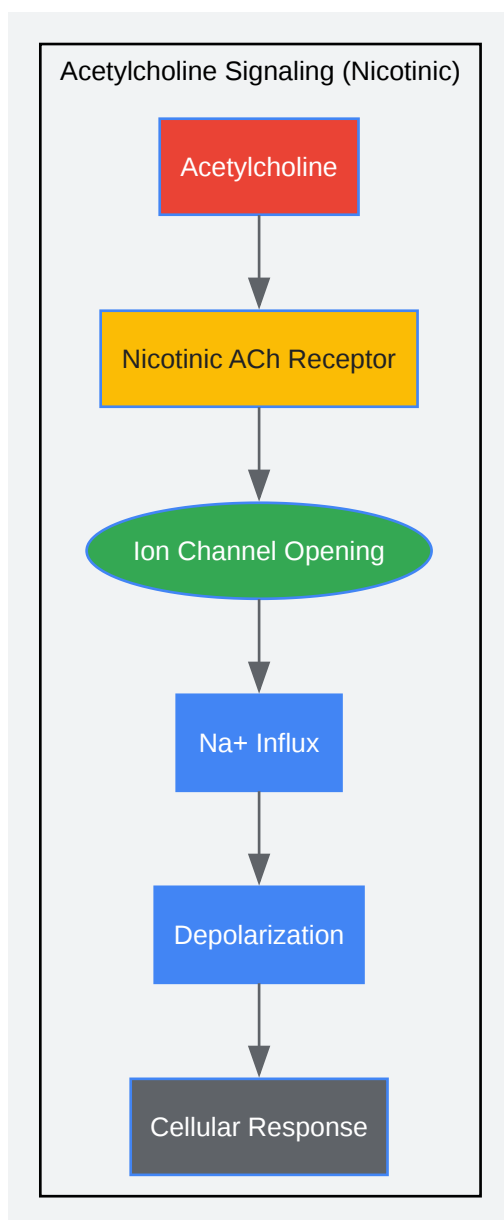 Acetylcholine Signaling (Nicotinic)
Acetylcholine
Nicotinic ACh Receptor
Ion Channel Opening
Na+ Influx
Depolarization
Cellular Response